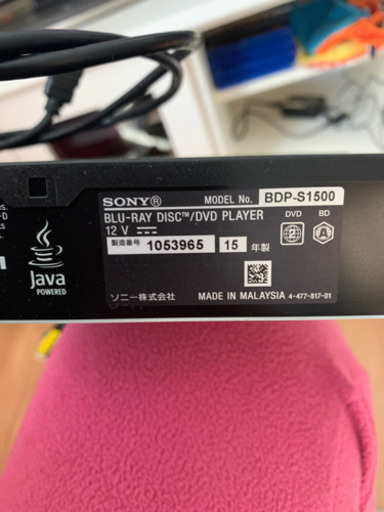 SONY® MODEL No. BDP-S1500
BLU-RAY DISC™/DVD PLAYER DVD BD
12 V
2 A
製造番号 1053965 15 年製
ソニー株式会社 MADE IN MALAYSIA 4-477-817-01
Java
POWERED